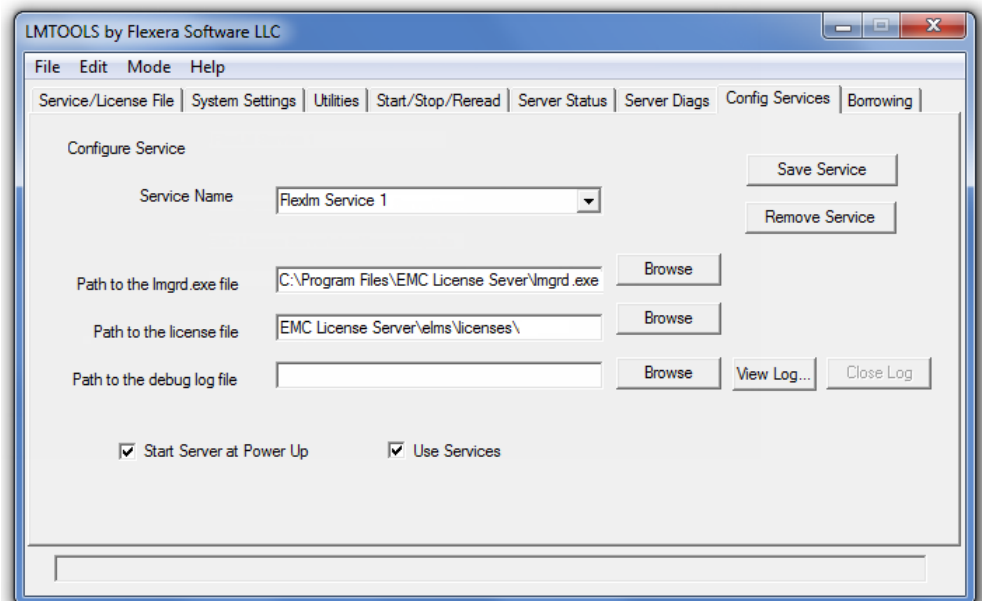 LMTOOLS by Flexera Software LLC
File Edit Mode Help
Service/License File System Settings Utilities Start/Stop/Reread Server Status Server Diags Config Services Borrowing
Configure Service
Save Service
Service Name Flexlm Service 1
Remove Service
Path to the lmgrd.exe file C:\Program Files\EMC License Sever\lmgrd.exe Browse
Path to the license file EMC License Server\elms\licenses\ Browse
Path to the debug log file Browse View Log... Close Log
Start Server at Power Up Use Services